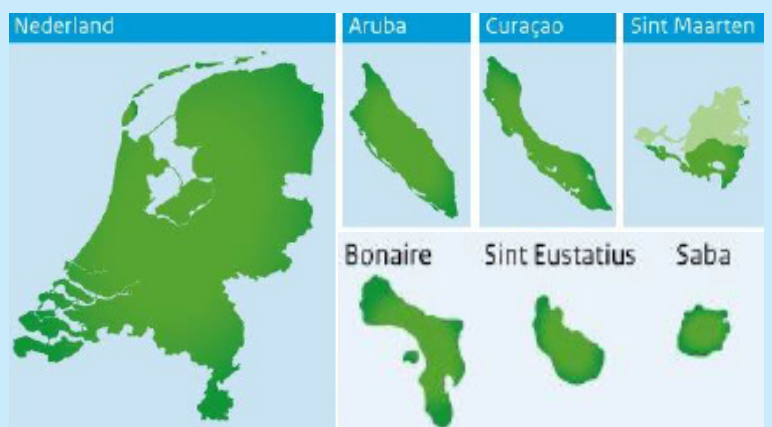 Nederland
Aruba
Curaçao
Sint Maarten
Bonaire
Sint Eustatius
Saba